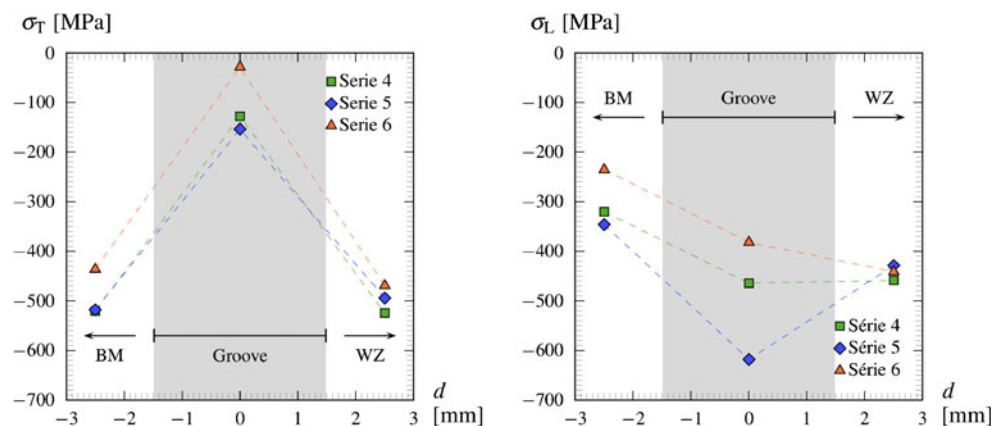 σT [MPa]
0
−100
−200
−300
−400
−500
−600
−700
−3 −2 −1 0 1 2 3
Serie 4
Serie 5
Serie 6
BM Groove WZ
d
[mm]
σL [MPa]
0
−100
−200
−300
−400
−500
−600
−700
−3 −2 −1 0 1 2 3
BM Groove WZ
Série 4
Série 5
Série 6
d
[mm]